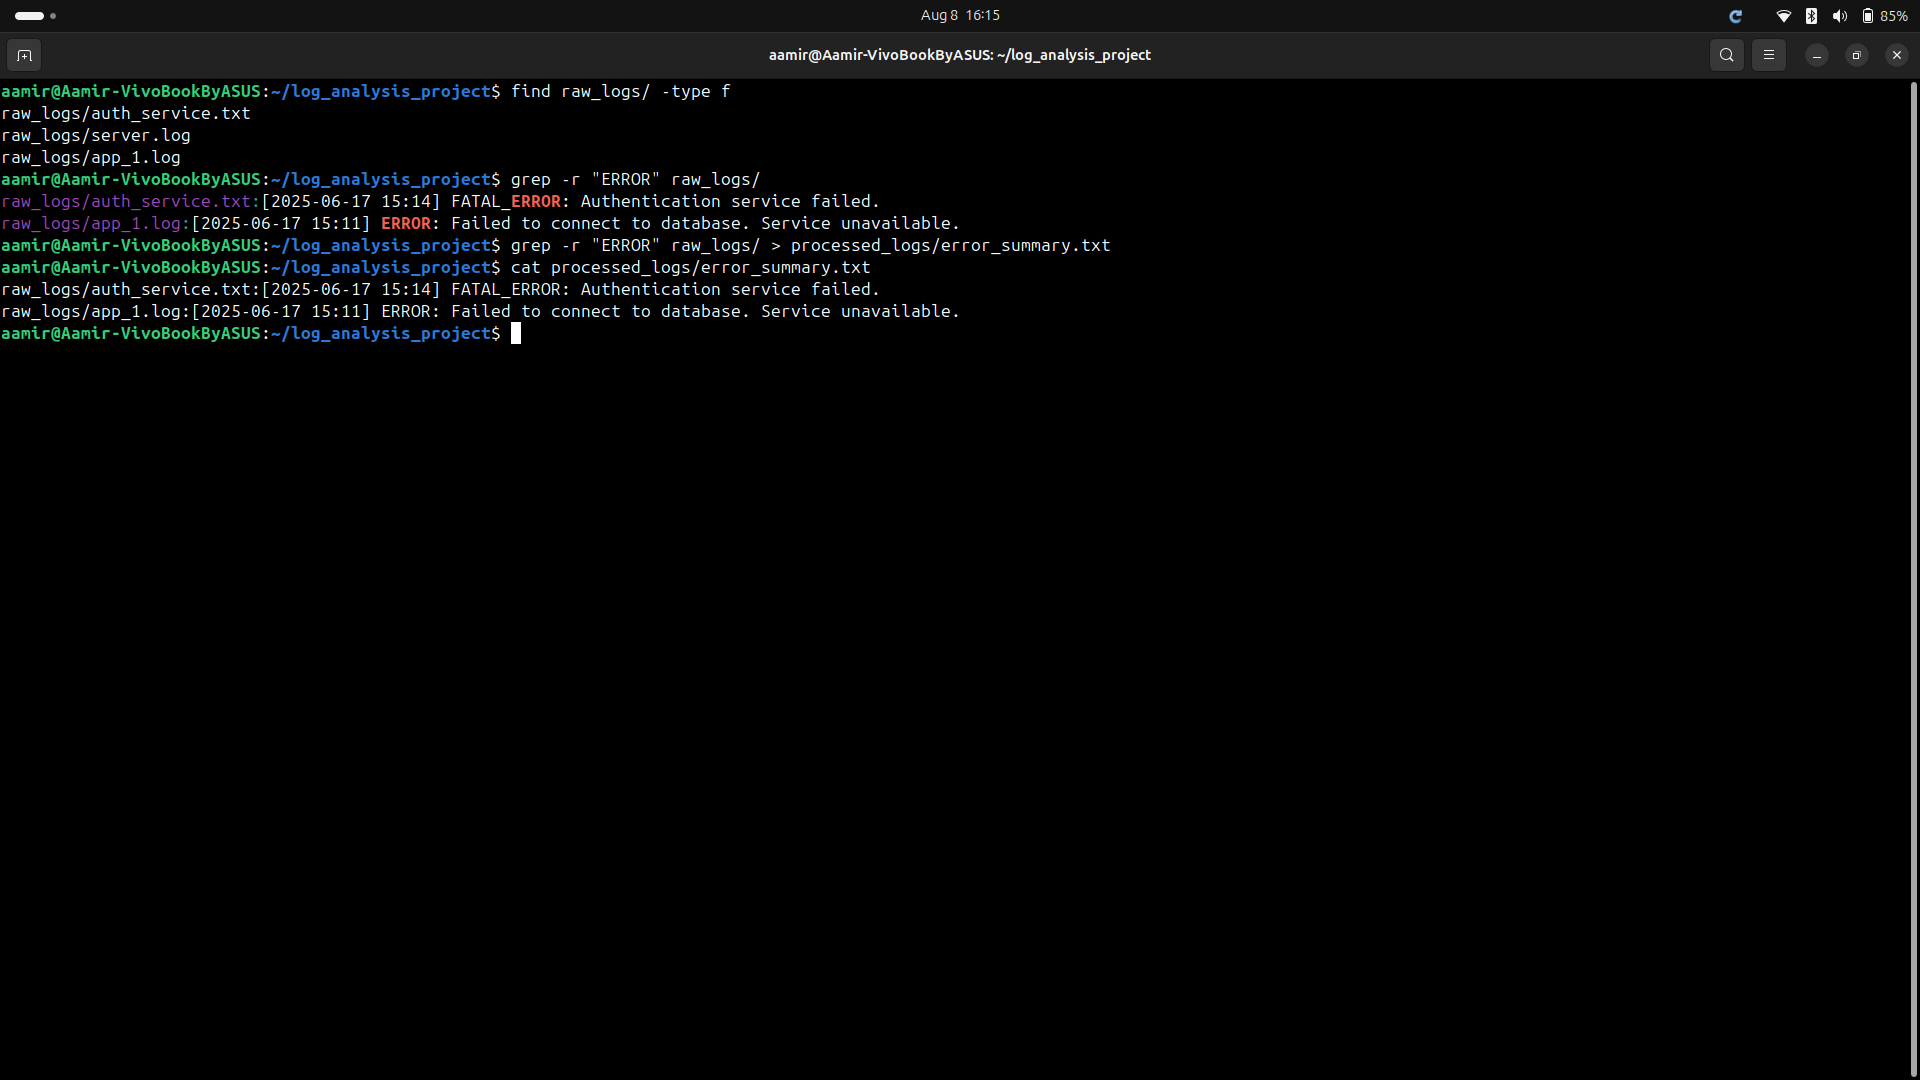 Aug 8 16:15
85%
aamir@Aamir-VivoBookByASUS: ~/log_analysis_project
aamir@Aamir-VivoBookByASUS:~/log_analysis_project$ find raw_logs/ -type f
raw_logs/auth_service.txt
raw_logs/server.log
raw_logs/app_1.log
aamir@Aamir-VivoBookByASUS:~/log_analysis_project$ grep -r "ERROR" raw_logs/
raw_logs/auth_service.txt:[2025-06-17 15:14] FATAL_ERROR: Authentication service failed.
raw_logs/app_1.log:[2025-06-17 15:11] ERROR: Failed to connect to database. Service unavailable.
aamir@Aamir-VivoBookByASUS:~/log_analysis_project$ grep -r "ERROR" raw_logs/ > processed_logs/error_summary.txt
aamir@Aamir-VivoBookByASUS:~/log_analysis_project$ cat processed_logs/error_summary.txt
raw_logs/auth_service.txt:[2025-06-17 15:14] FATAL_ERROR: Authentication service failed.
raw_logs/app_1.log:[2025-06-17 15:11] ERROR: Failed to connect to database. Service unavailable.
aamir@Aamir-VivoBookByASUS:~/log_analysis_project$